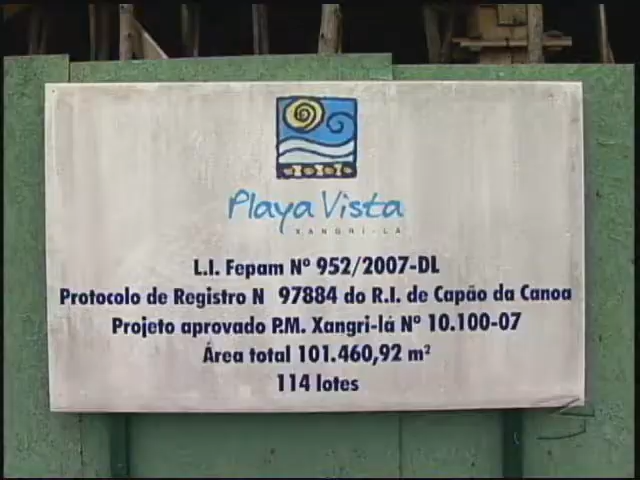 Playa Vista
XANGRI-LÁ
L.I. Fepam Nº 952/2007-DL
Protocolo de Registro N 97884 do R.I. de Capão da Canoa
Projeto aprovado P.M. Xangri-lá Nº 10.100-07
Área total 101.460,92 m²
114 lotes